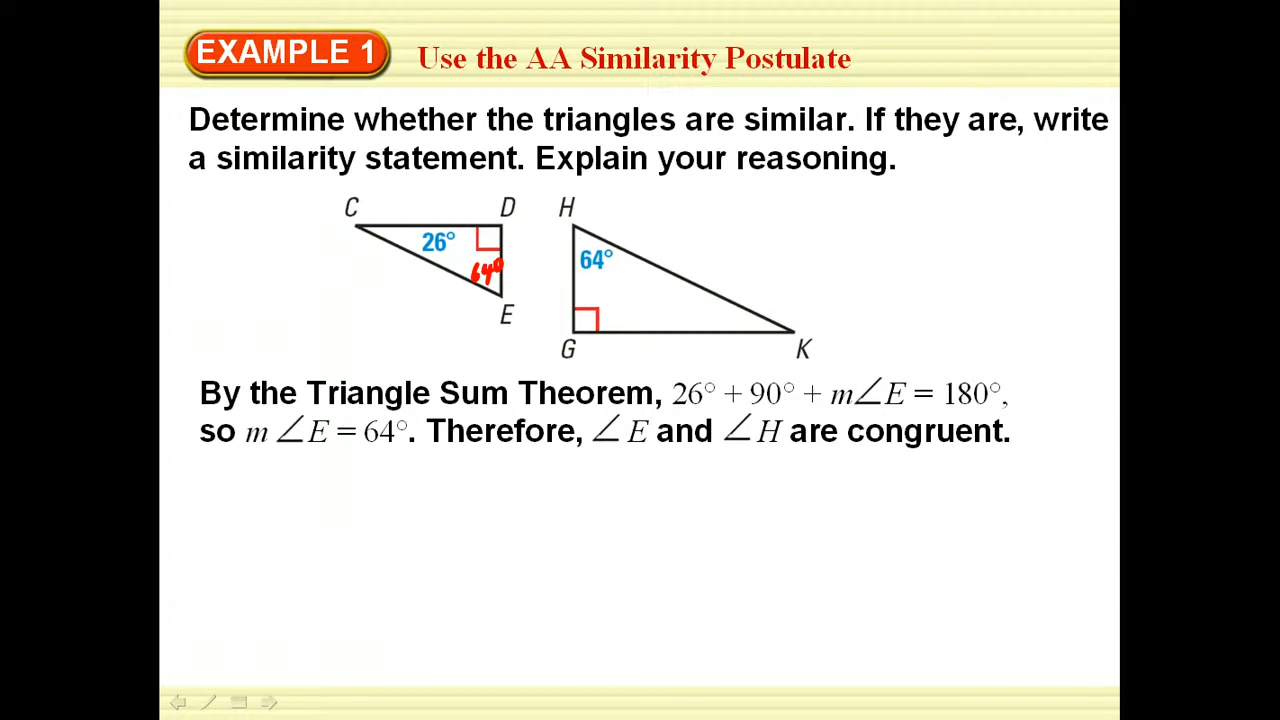 EXAMPLE 1 Use the AA Similarity Postulate
Determine whether the triangles are similar. If they are, write
a similarity statement. Explain your reasoning.
C D H
26° 64°
64°
E
G K
By the Triangle Sum Theorem, 26° + 90° + m∠E = 180°,
so m ∠E = 64°. Therefore, ∠E and ∠H are congruent.